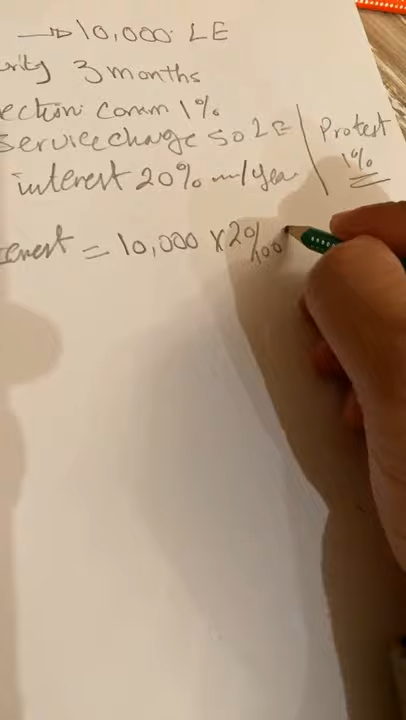 → 10,000 LE
urity 3 months
ection Comm 1%
service charge 50 LE
interest 20% /year
Protest
1%
erest = 10,000 x 20/100